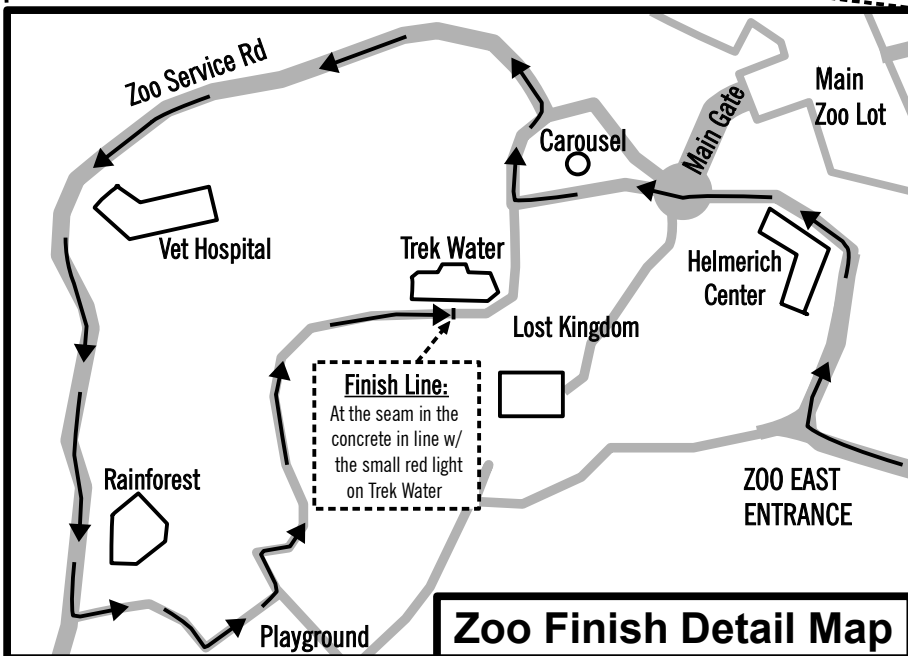 Zoo Service Rd
Main
Zoo Lot
Main Gate
Carousel
Vet Hospital
Trek Water
Helmerich
Center
Lost Kingdom
Finish Line:
At the seam in the
concrete in line w/
the small red light
on Trek Water
Rainforest
ZOO EAST
ENTRANCE
Playground
Zoo Finish Detail Map